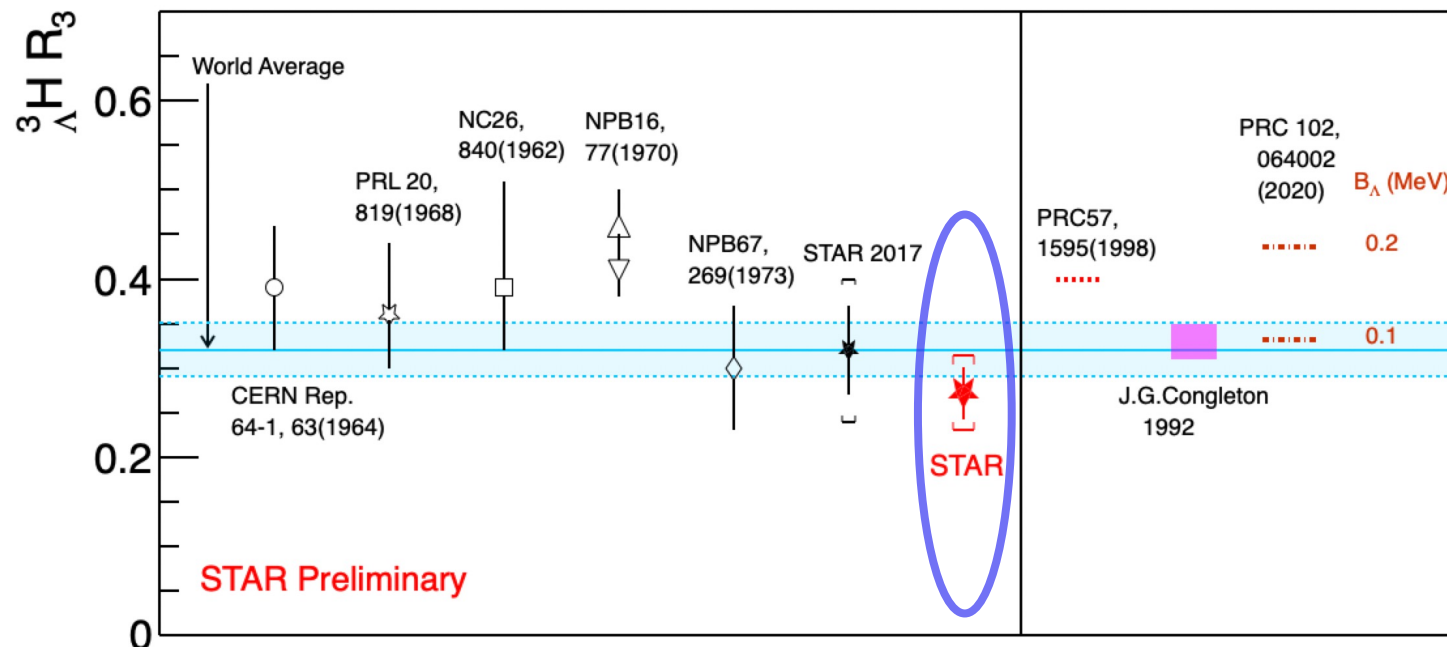 ³ΛH R₃
0.6
0.4
0.2
0
World Average
CERN Rep.
64-1, 63(1964)
PRL 20,
819(1968)
NC26,
840(1962)
NPB16,
77(1970)
NPB67,
269(1973)
STAR 2017
STAR
STAR Preliminary
PRC57,
1595(1998)
J.G.Congleton
1992
PRC 102,
064002
(2020)
B_Λ (MeV)
0.2
0.1